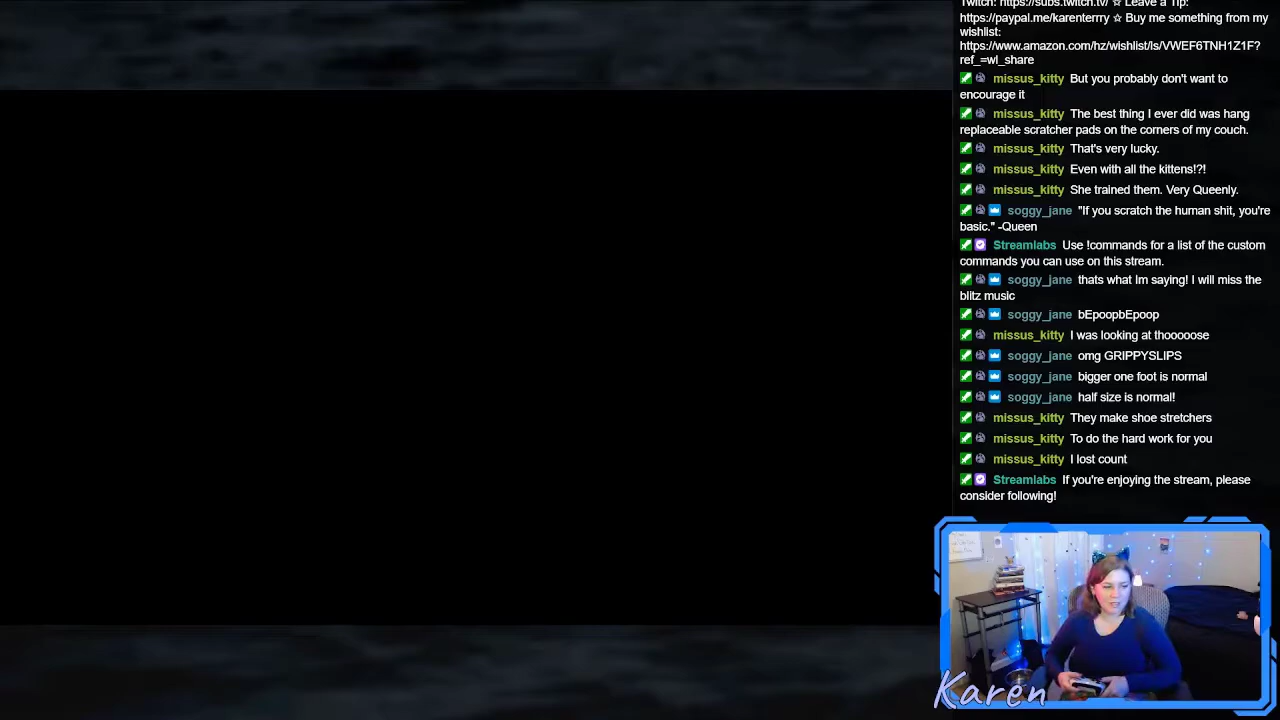 Twitch: https://subs.twitch.tv/ ☆ Leave a Tip:
https://paypal.me/karenterrry ☆ Buy me something from my
wishlist:
https://www.amazon.com/hz/wishlist/ls/VWEF6TNH1Z1F?
ref_=wl_share
missus_kitty But you probably don't want to
encourage it
missus_kitty The best thing I ever did was hang
replaceable scratcher pads on the corners of my couch.
missus_kitty That's very lucky.
missus_kitty Even with all the kittens!?!
missus_kitty She trained them. Very Queenly.
soggy_jane "If you scratch the human shit, you're
basic." -Queen
Streamlabs Use !commands for a list of the custom
commands you can use on this stream.
soggy_jane thats what Im saying! I will miss the
blitz music
soggy_jane bEpoopbEpoop
missus_kitty I was looking at thooooose
soggy_jane omg GRIPPYSLIPS
soggy_jane bigger one foot is normal
soggy_jane half size is normal!
missus_kitty They make shoe stretchers
missus_kitty To do the hard work for you
missus_kitty I lost count
Streamlabs If you're enjoying the stream, please
consider following!
Karen